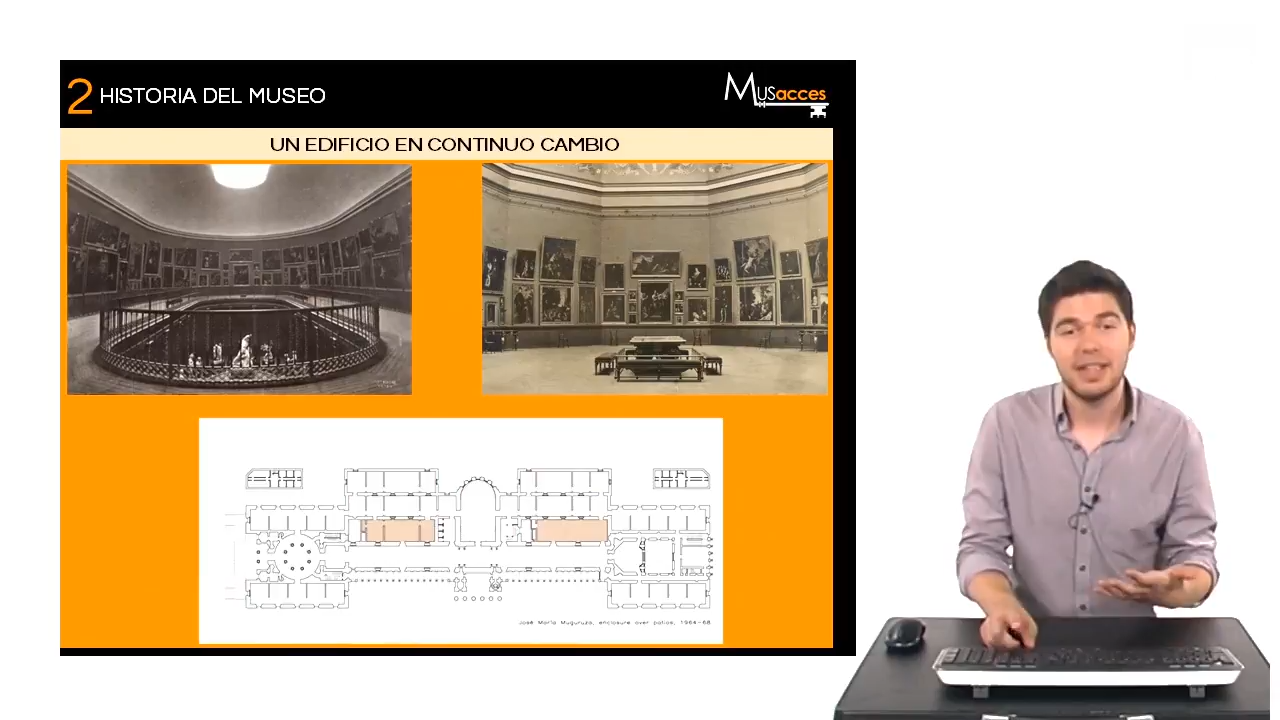 2 HISTORIA DEL MUSEO
MUSacces
UN EDIFICIO EN CONTINUO CAMBIO
José María Muguruza, enclosure over patios, 1964-68